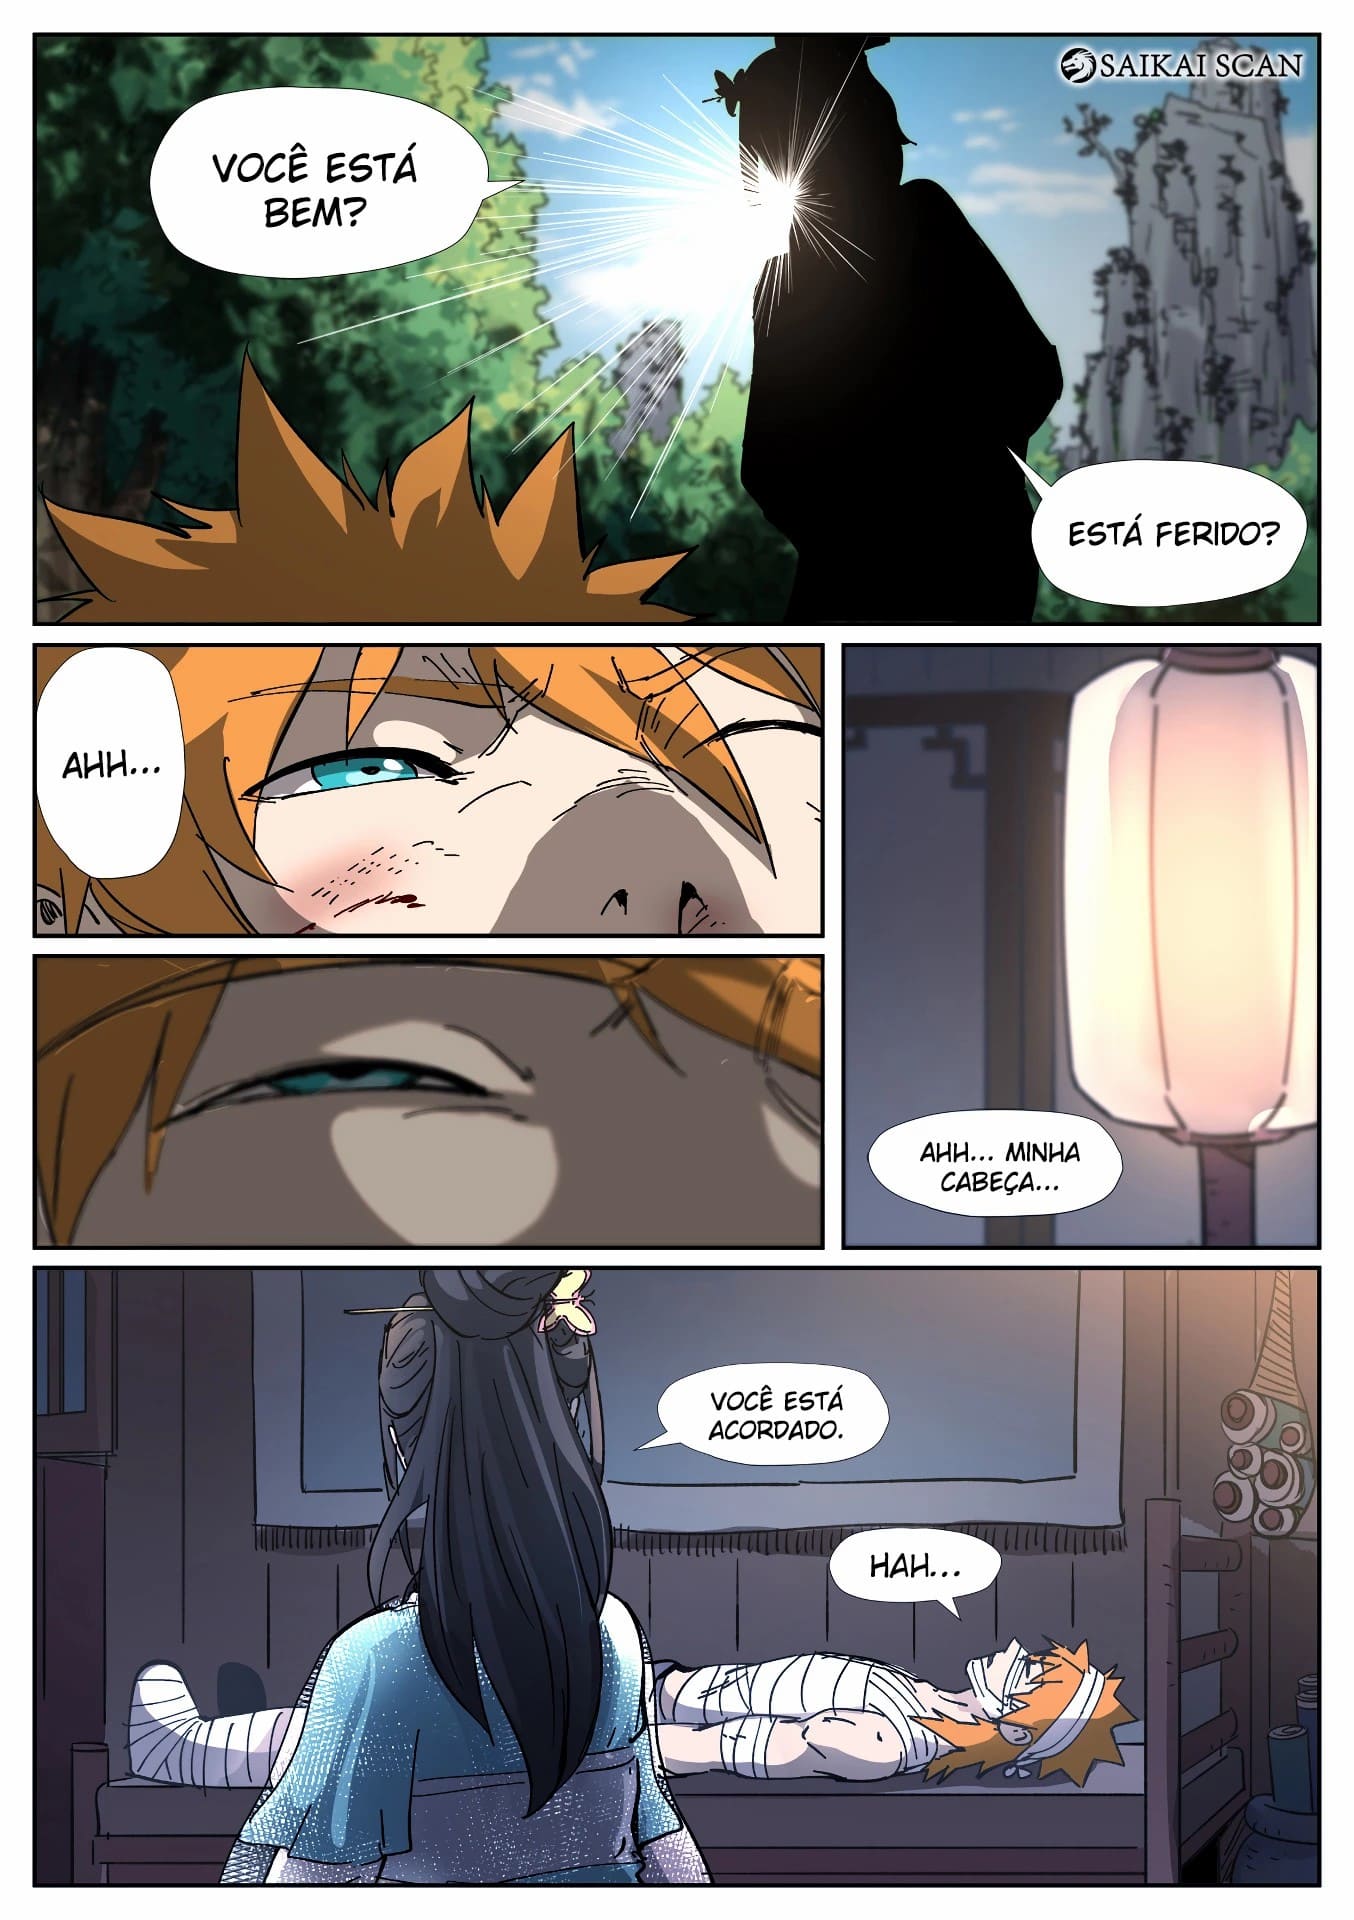 SAIKAI SCAN
VOCÊ ESTÁ
BEM?
ESTÁ FERIDO?
AHH...
AHH... MINHA
CABEÇA...
VOCÊ ESTÁ
ACORDADO.
HAH...